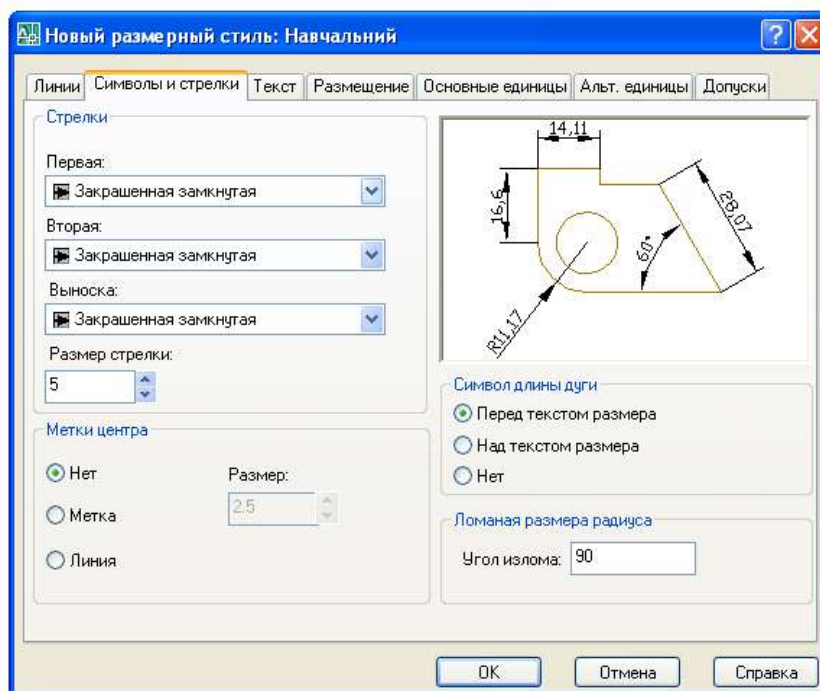 Новый размерный стиль: Навчальний
Линии Символы и стрелки Текст Размещение Основные единицы Альт. единицы Допуски
Стрелки
Первая:
Закрашенная замкнутая
Вторая:
Закрашенная замкнутая
Выноска:
Закрашенная замкнутая
Размер стрелки:
5
Метки центра
Нет
Метка
Линия
Размер:
2.5
14,11
16,6
28,07
60°
R11,17
Символ длины дуги
Перед текстом размера
Над текстом размера
Нет
Ломаная размера радиуса
Угол излома: 90
OK Отмена Справка